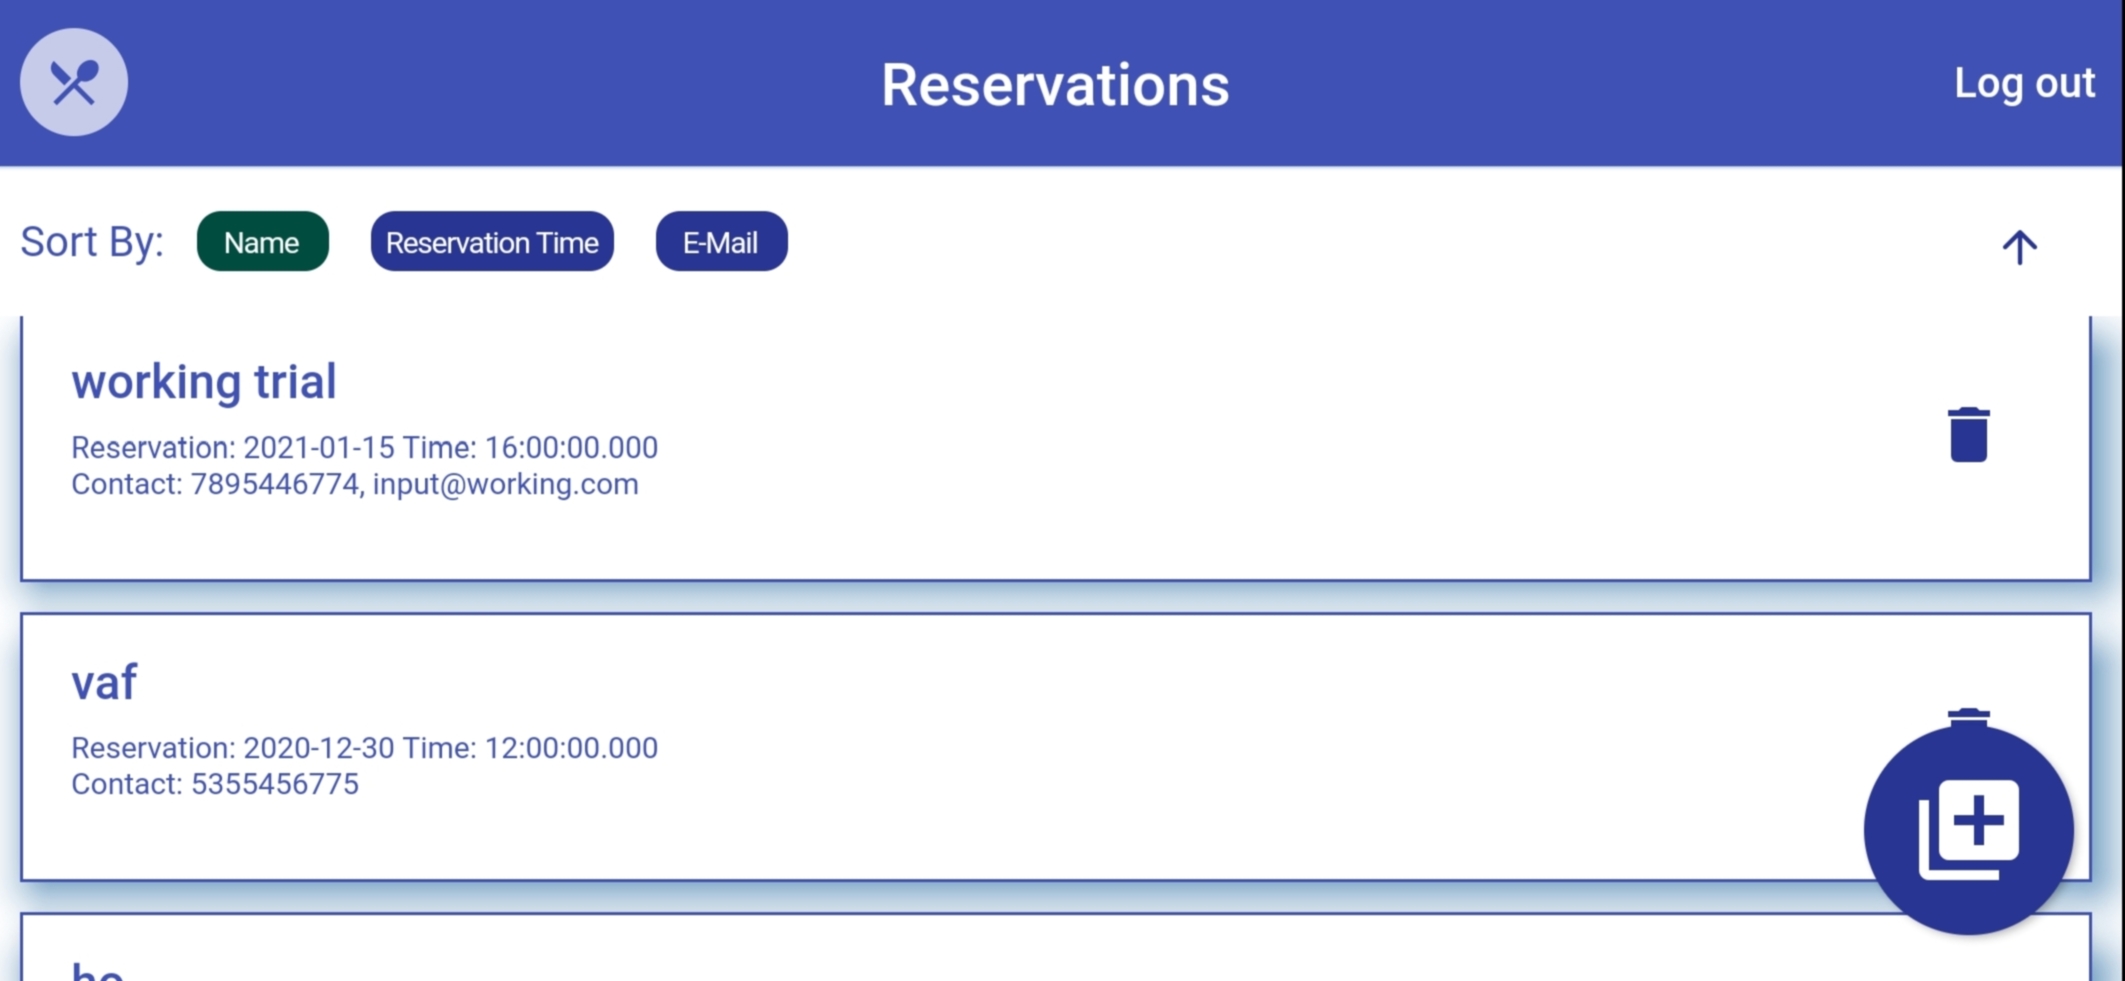 Reservations
Log out
Sort By: Name Reservation Time E-Mail
working trial
Reservation: 2021-01-15 Time: 16:00:00.000
Contact: 7895446774, input@working.com
vaf
Reservation: 2020-12-30 Time: 12:00:00.000
Contact: 5355456775